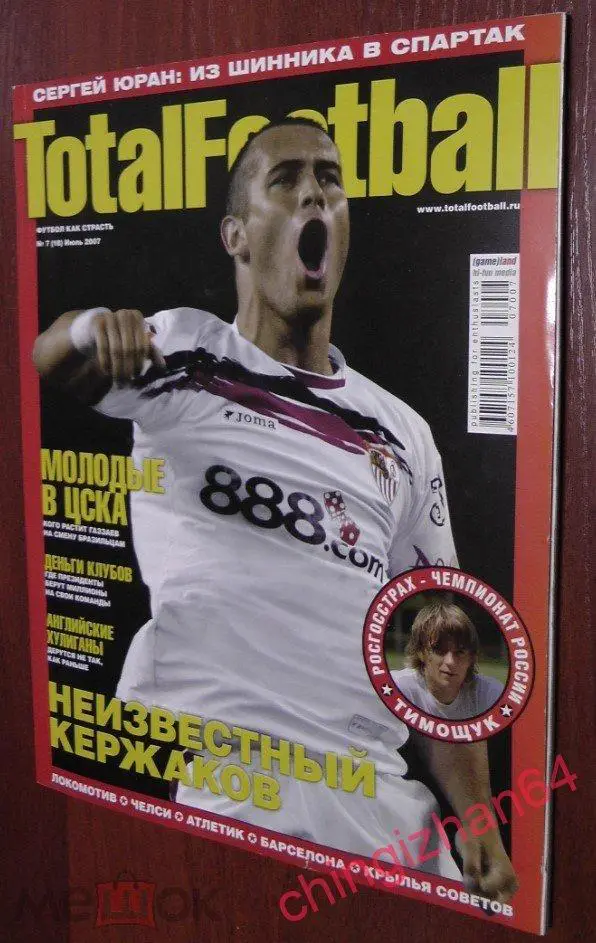 СЕРГЕЙ ЮРАН: ИЗ ШИННИКА В СПАРТАК
TotalFootball
ФУТБОЛ КАК СТРАСТЬ
№ 7 (18) Июль 2007
www.totalfootball.ru
(game)land
hi-fun media
publishing for enthusiasts
4607157100124
07007
Joma
888.com
МОЛОДЫЕ
В ЦСКА
КОГО РАСТИТ ГАЗЗАЕВ
НА СМЕНУ БРАЗИЛЬЦАМ
ДЕНЬГИ КЛУБОВ
ГДЕ ПРЕЗИДЕНТЫ
БЕРУТ МИЛЛИОНЫ
НА СВОИ КОМАНДЫ
АНГЛИЙСКИЕ
ХУЛИГАНЫ
ДЕРУТСЯ НЕ ТАК,
КАК РАНЬШЕ
РОСГОССТРАХ - ЧЕМПИОНАТ РОССИИ
ТИМОЩУК
НЕИЗВЕСТНЫЙ
КЕРЖАКОВ
ЛОКОМОТИВ ✪ ЧЕЛСИ ✪ АТЛЕТИК ✪ БАРСЕЛОНА ✪ КРЫЛЬЯ СОВЕТОВ
chingizhan64
мешок